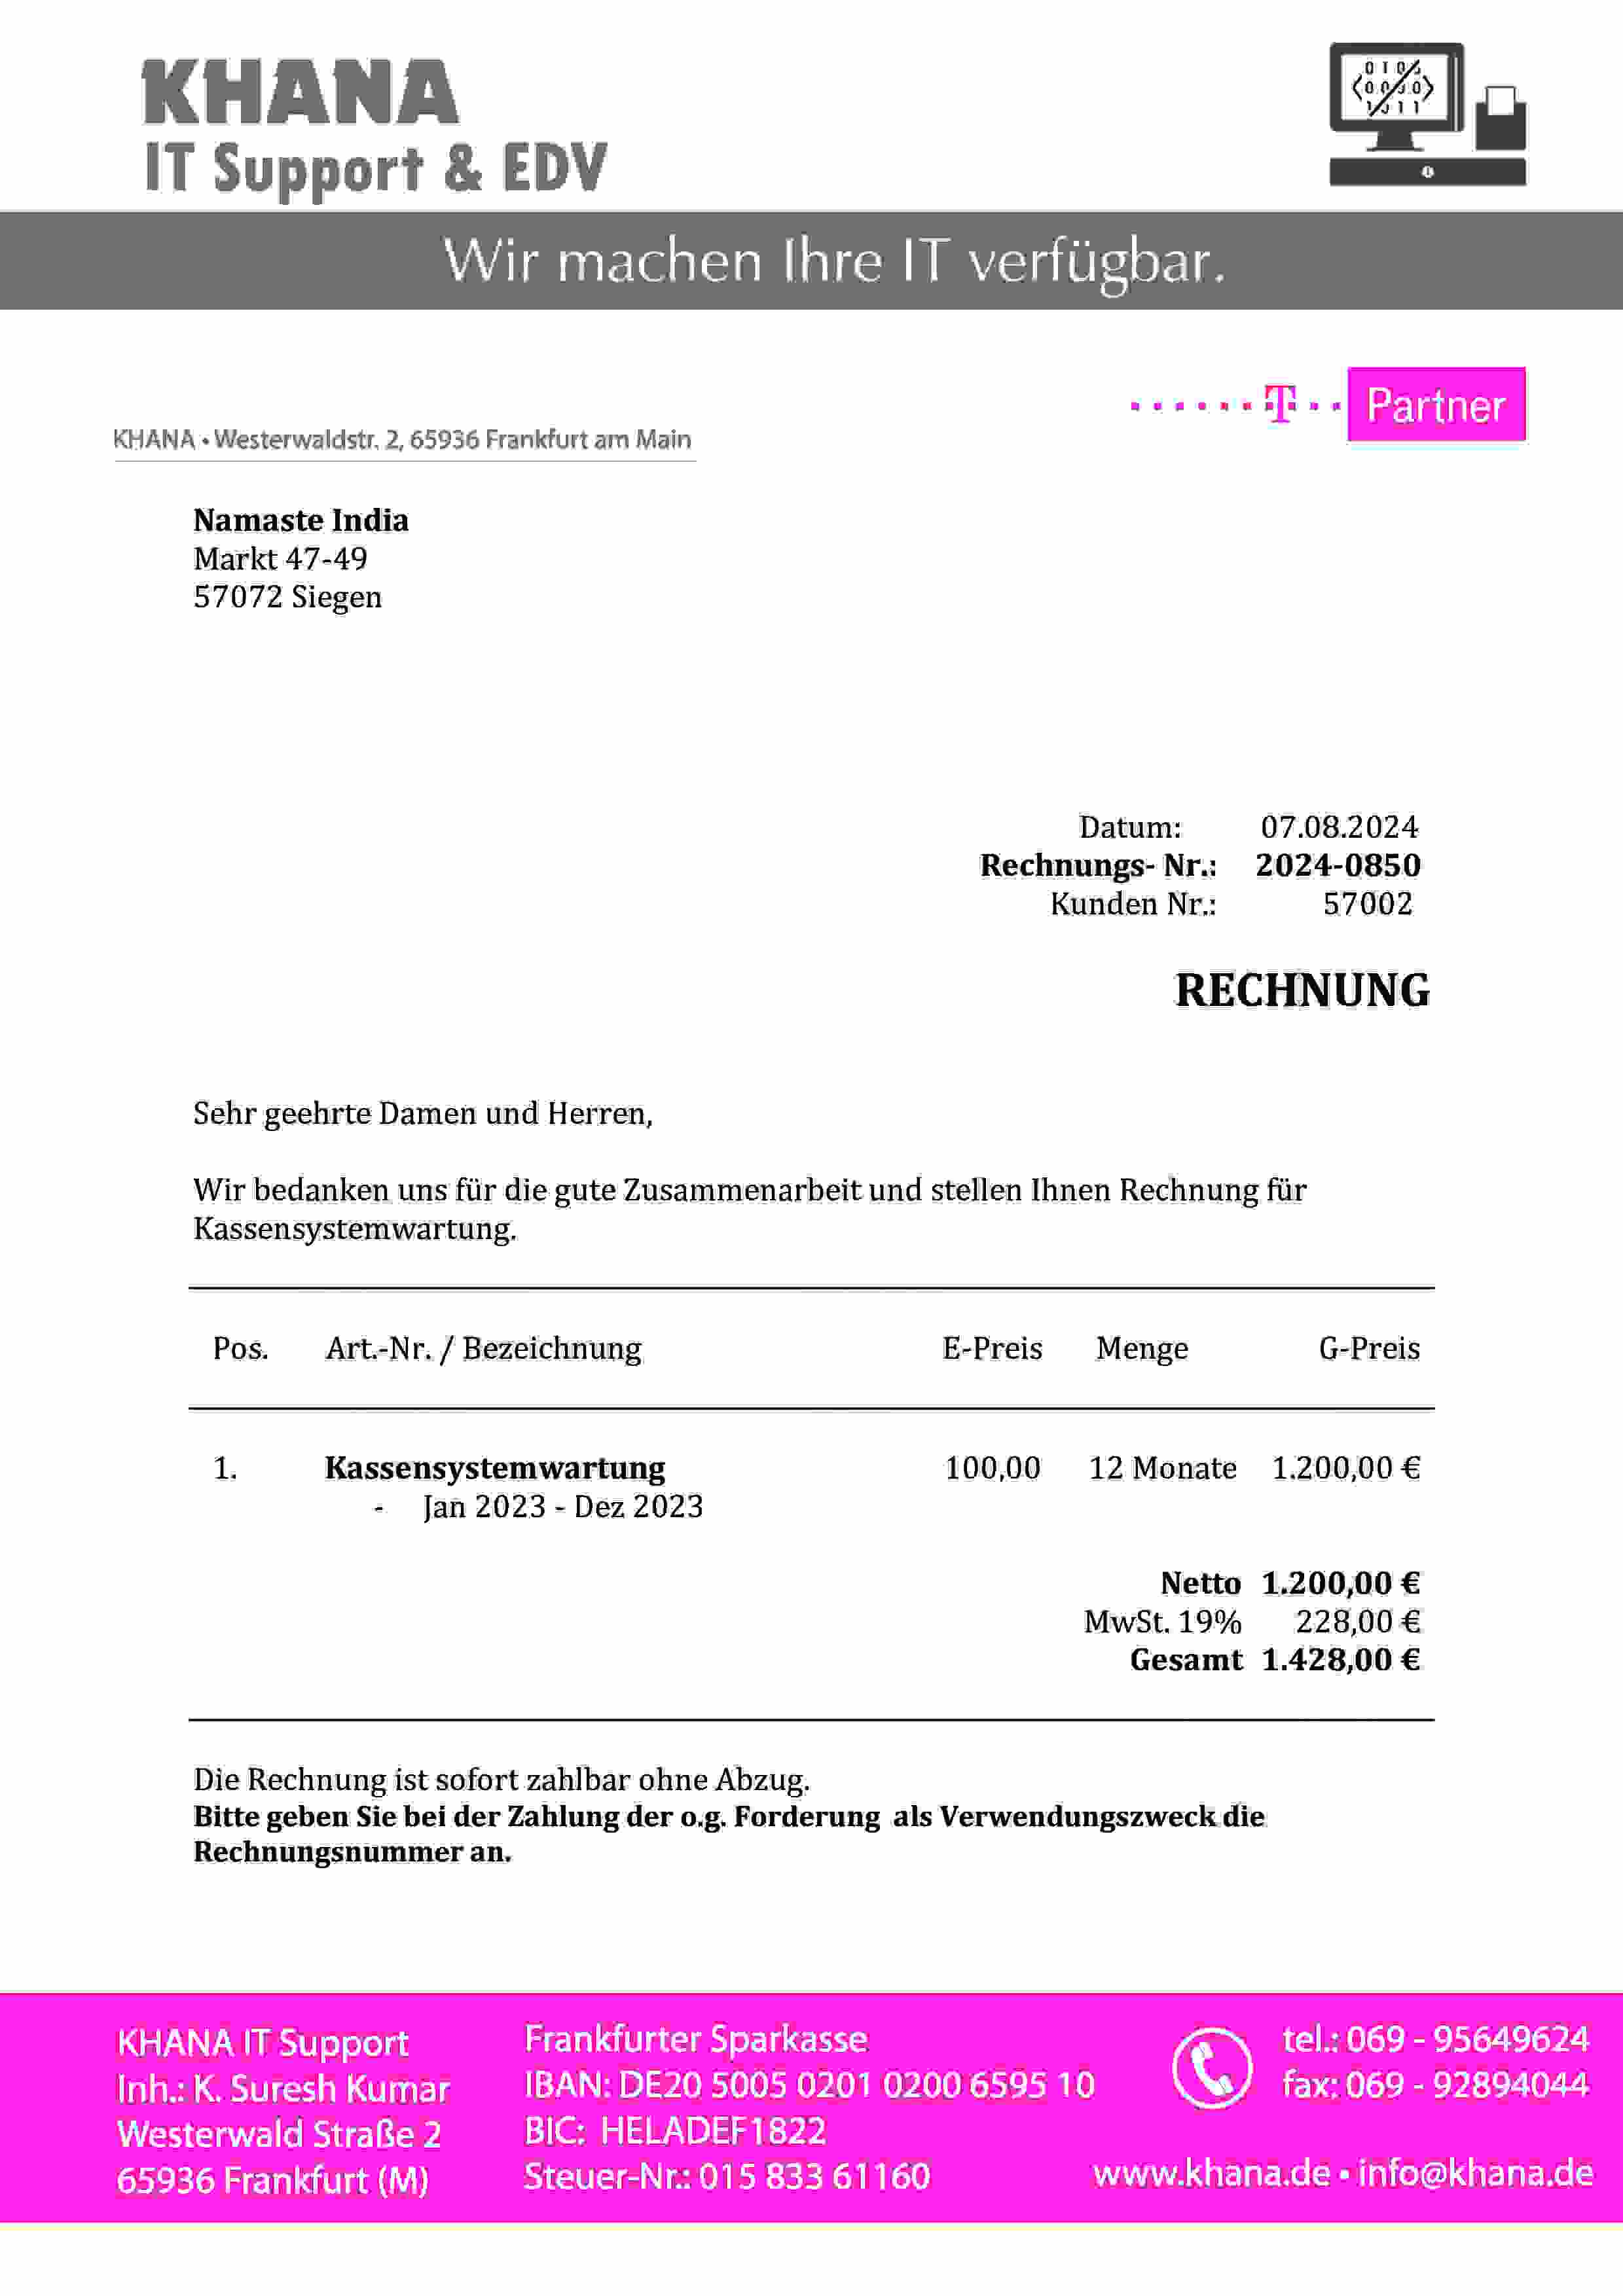 KHANA
IT Support & EDV
Wir machen Ihre IT verfügbar.
T Partner
KHANA • Westerwaldstr. 2, 65936 Frankfurt am Main
Namaste India
Markt 47-49
57072 Siegen
Datum: 07.08.2024
Rechnungs- Nr.: 2024-0850
Kunden Nr.: 57002
RECHNUNG
Sehr geehrte Damen und Herren,
Wir bedanken uns für die gute Zusammenarbeit und stellen Ihnen Rechnung für
Kassensystemwartung.
Pos. Art.-Nr. / Bezeichnung E-Preis Menge G-Preis
1. Kassensystemwartung 100,00 12 Monate 1.200,00 €
- Jan 2023 - Dez 2023
Netto 1.200,00 €
MwSt. 19% 228,00 €
Gesamt 1.428,00 €
Die Rechnung ist sofort zahlbar ohne Abzug.
Bitte geben Sie bei der Zahlung der o.g. Forderung als Verwendungszweck die
Rechnungsnummer an.
KHANA IT Support
Inh.: K. Suresh Kumar
Westerwald Straße 2
65936 Frankfurt (M)
Frankfurter Sparkasse
IBAN: DE20 5005 0201 0200 6595 10
BIC: HELADEF1822
Steuer-Nr.: 015 833 61160
tel.: 069 - 95649624
fax: 069 - 92894044
www.khana.de • info@khana.de